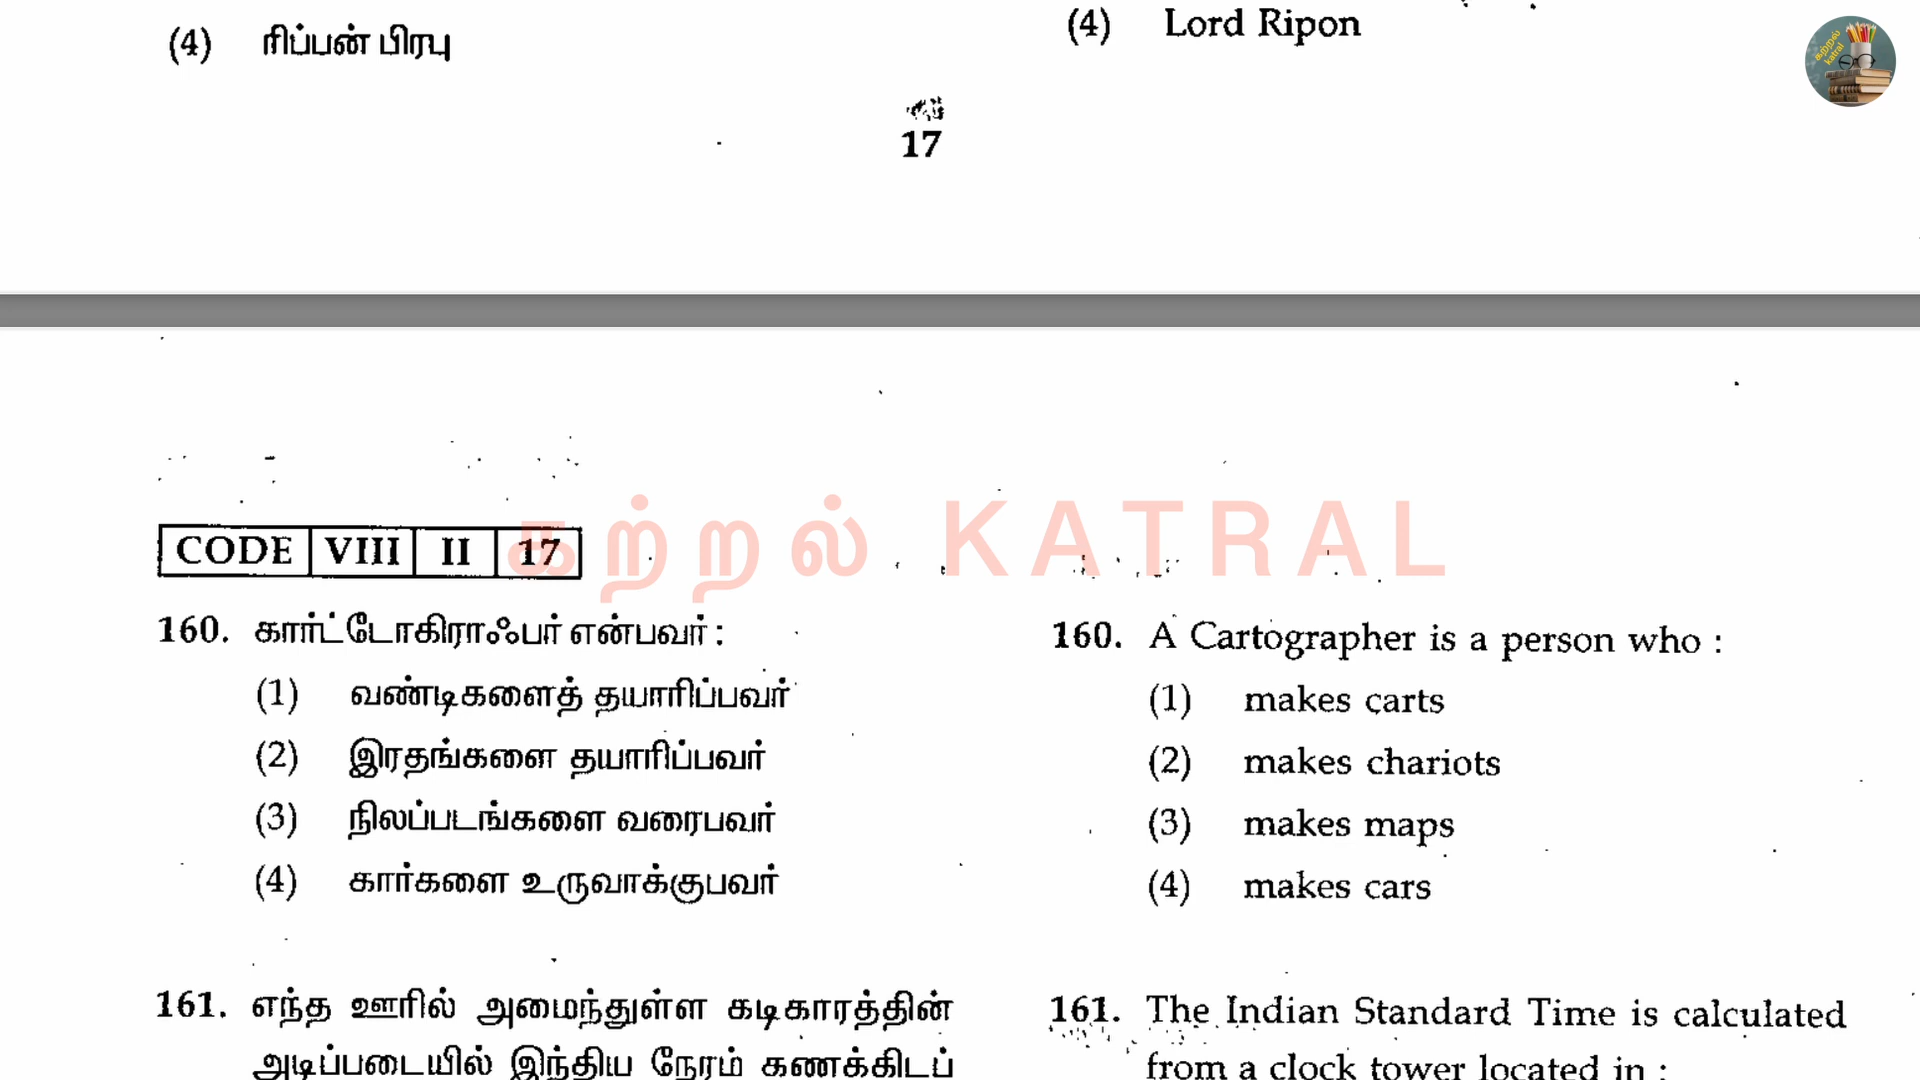 (4) ரிப்பன் பிரபு
(4) Lord Ripon
17
கற்றல் KATRAL
CODE VIII II 17
160. கார்ட்டோகிராஃபர் என்பவர் :
(1) வண்டிகளைத் தயாரிப்பவர்
(2) இரதங்களை தயாரிப்பவர்
(3) நிலப்படங்களை வரைபவர்
(4) கார்களை உருவாக்குபவர்
161. எந்த ஊரில் அமைந்துள்ள கடிகாரத்தின்
அடிப்படையில் இந்திய நேரம் கணக்கிடப்
160. A Cartographer is a person who :
(1) makes carts
(2) makes chariots
(3) makes maps
(4) makes cars
161. The Indian Standard Time is calculated
from a clock tower located in :